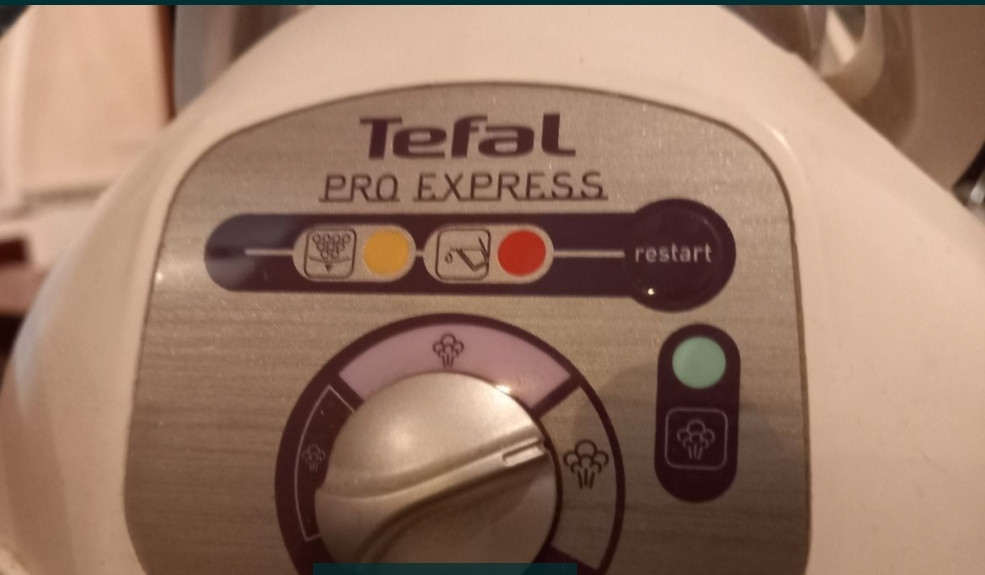 Tefal
PRO EXPRESS
restart